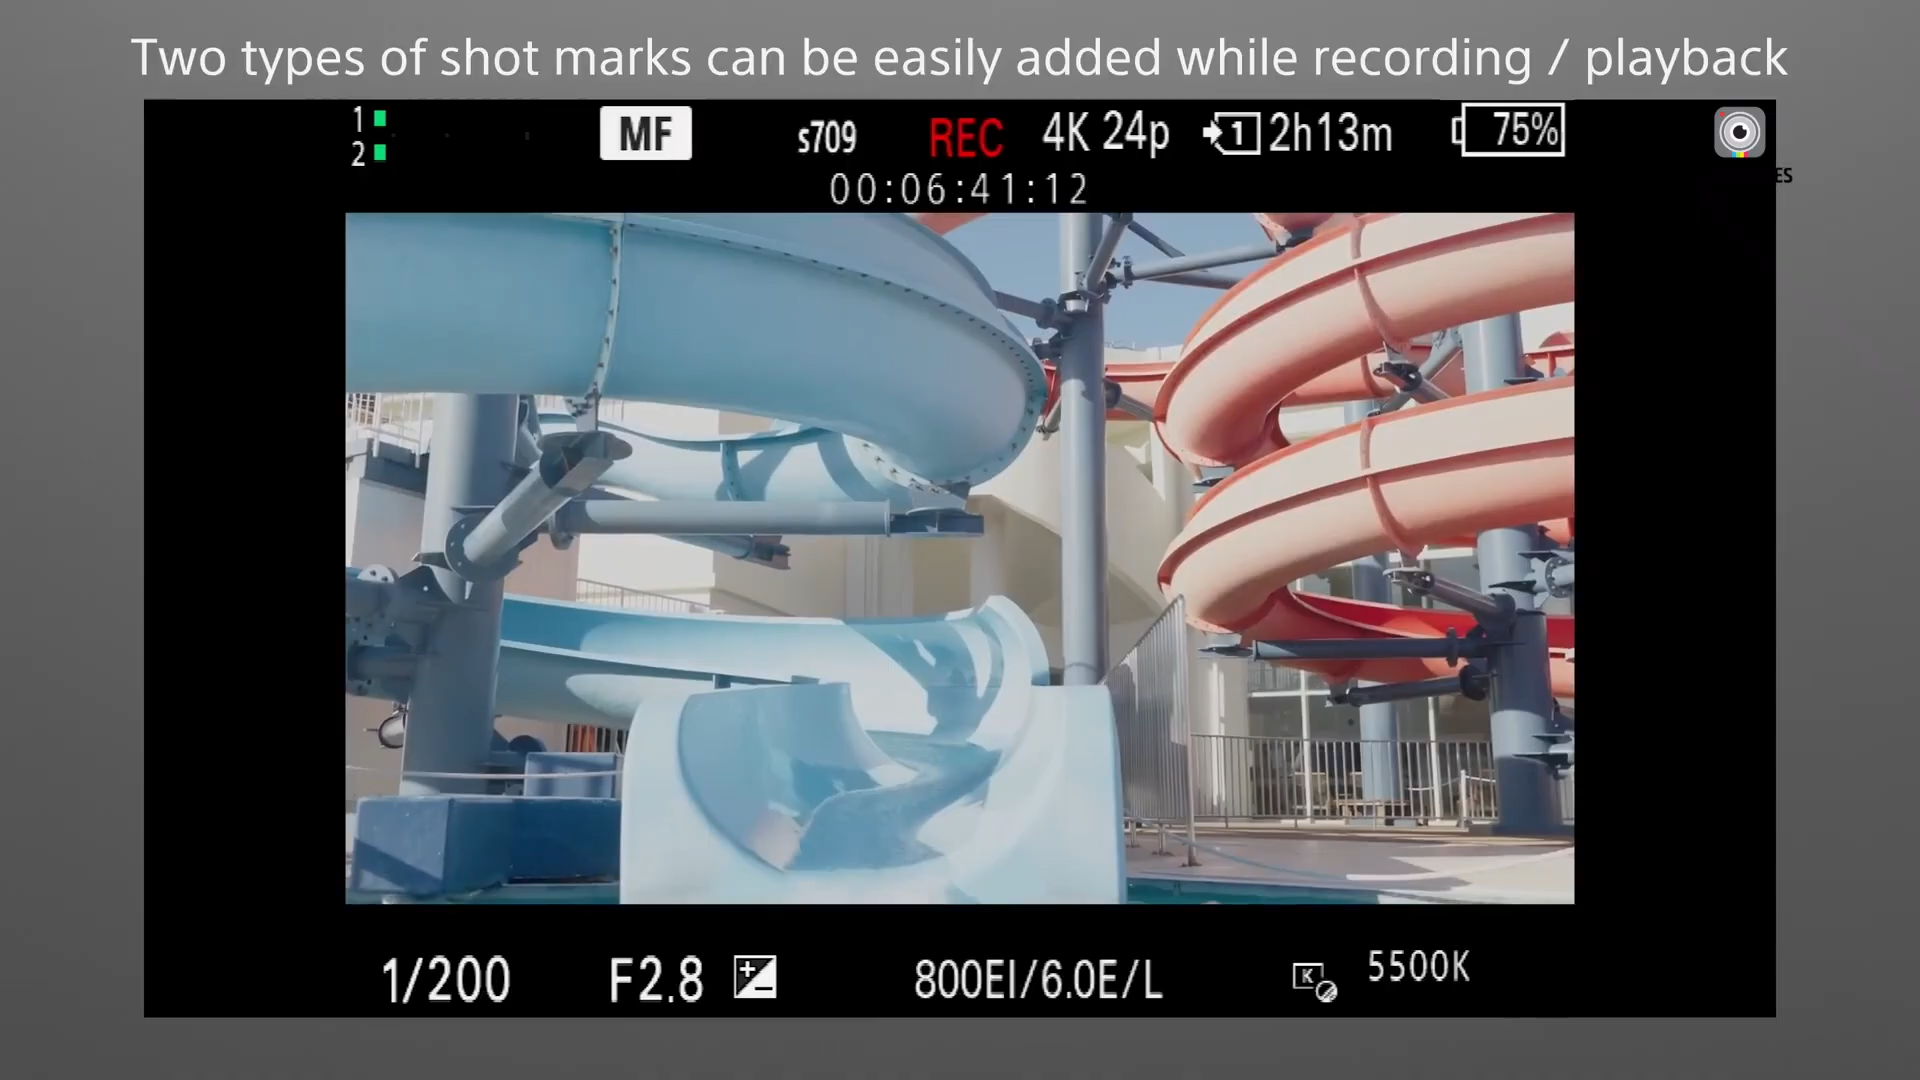 Two types of shot marks can be easily added while recording / playback
1
2
MF
s709
REC
4K 24p
1
2h13m
75%
ES
00:06:41:12
1/200
F2.8
800EI/6.0E/L
K
5500K